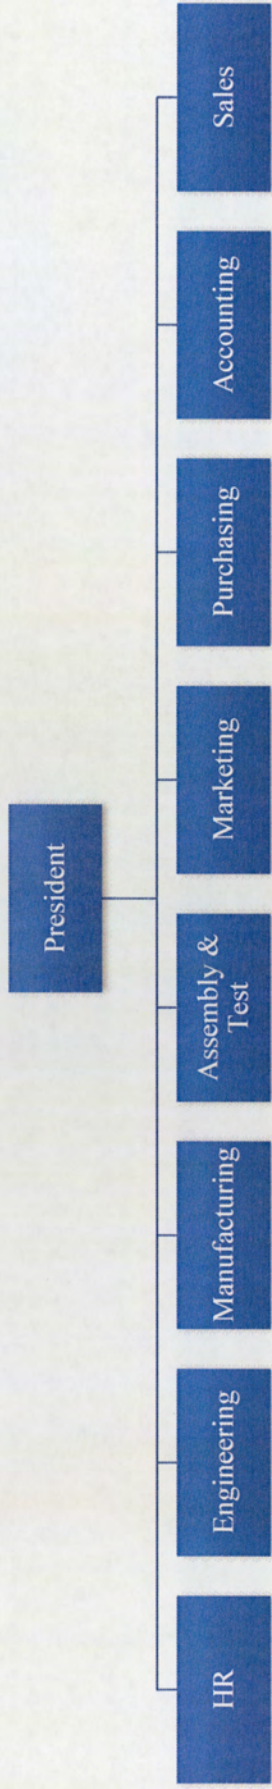 President
HR
Engineering
Manufacturing
Assembly &
Test
Marketing
Purchasing
Accounting
Sales